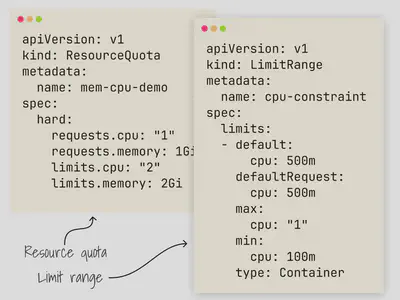 apiVersion: v1
kind: ResourceQuota
metadata:
  name: mem-cpu-demo
spec:
  hard:
    requests.cpu: "1"
    requests.memory: 1Gi
    limits.cpu: "2"
    limits.memory: 2Gi
apiVersion: v1
kind: LimitRange
metadata:
  name: cpu-constraint
spec:
  limits:
  - default:
      cpu: 500m
    defaultRequest:
      cpu: 500m
    max:
      cpu: "1"
    min:
      cpu: 100m
    type: Container
Resource quota
Limit range